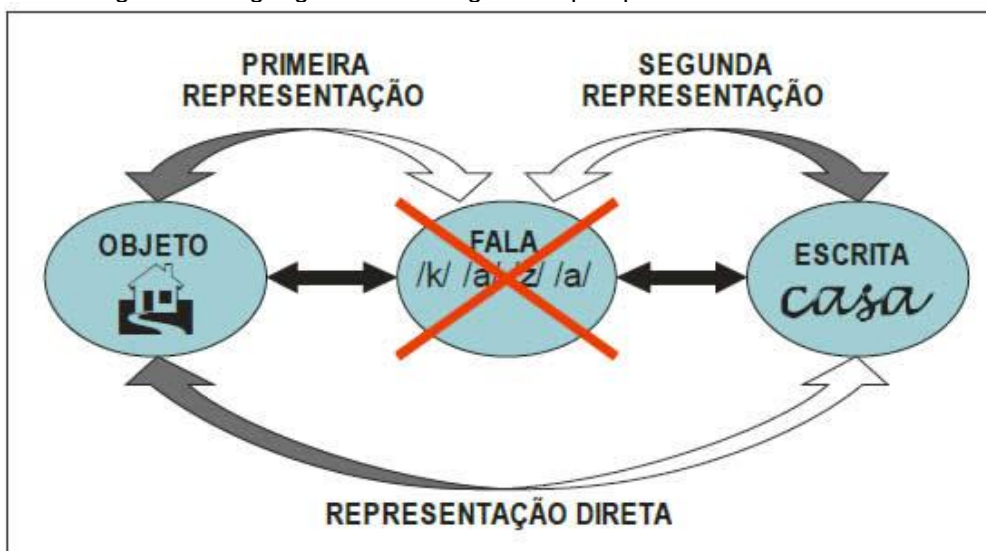 PRIMEIRA
REPRESENTAÇÃO
SEGUNDA
REPRESENTAÇÃO
OBJETO
FALA
/k/ /a/ /z/ /a/
ESCRITA
casa
REPRESENTAÇÃO DIRETA